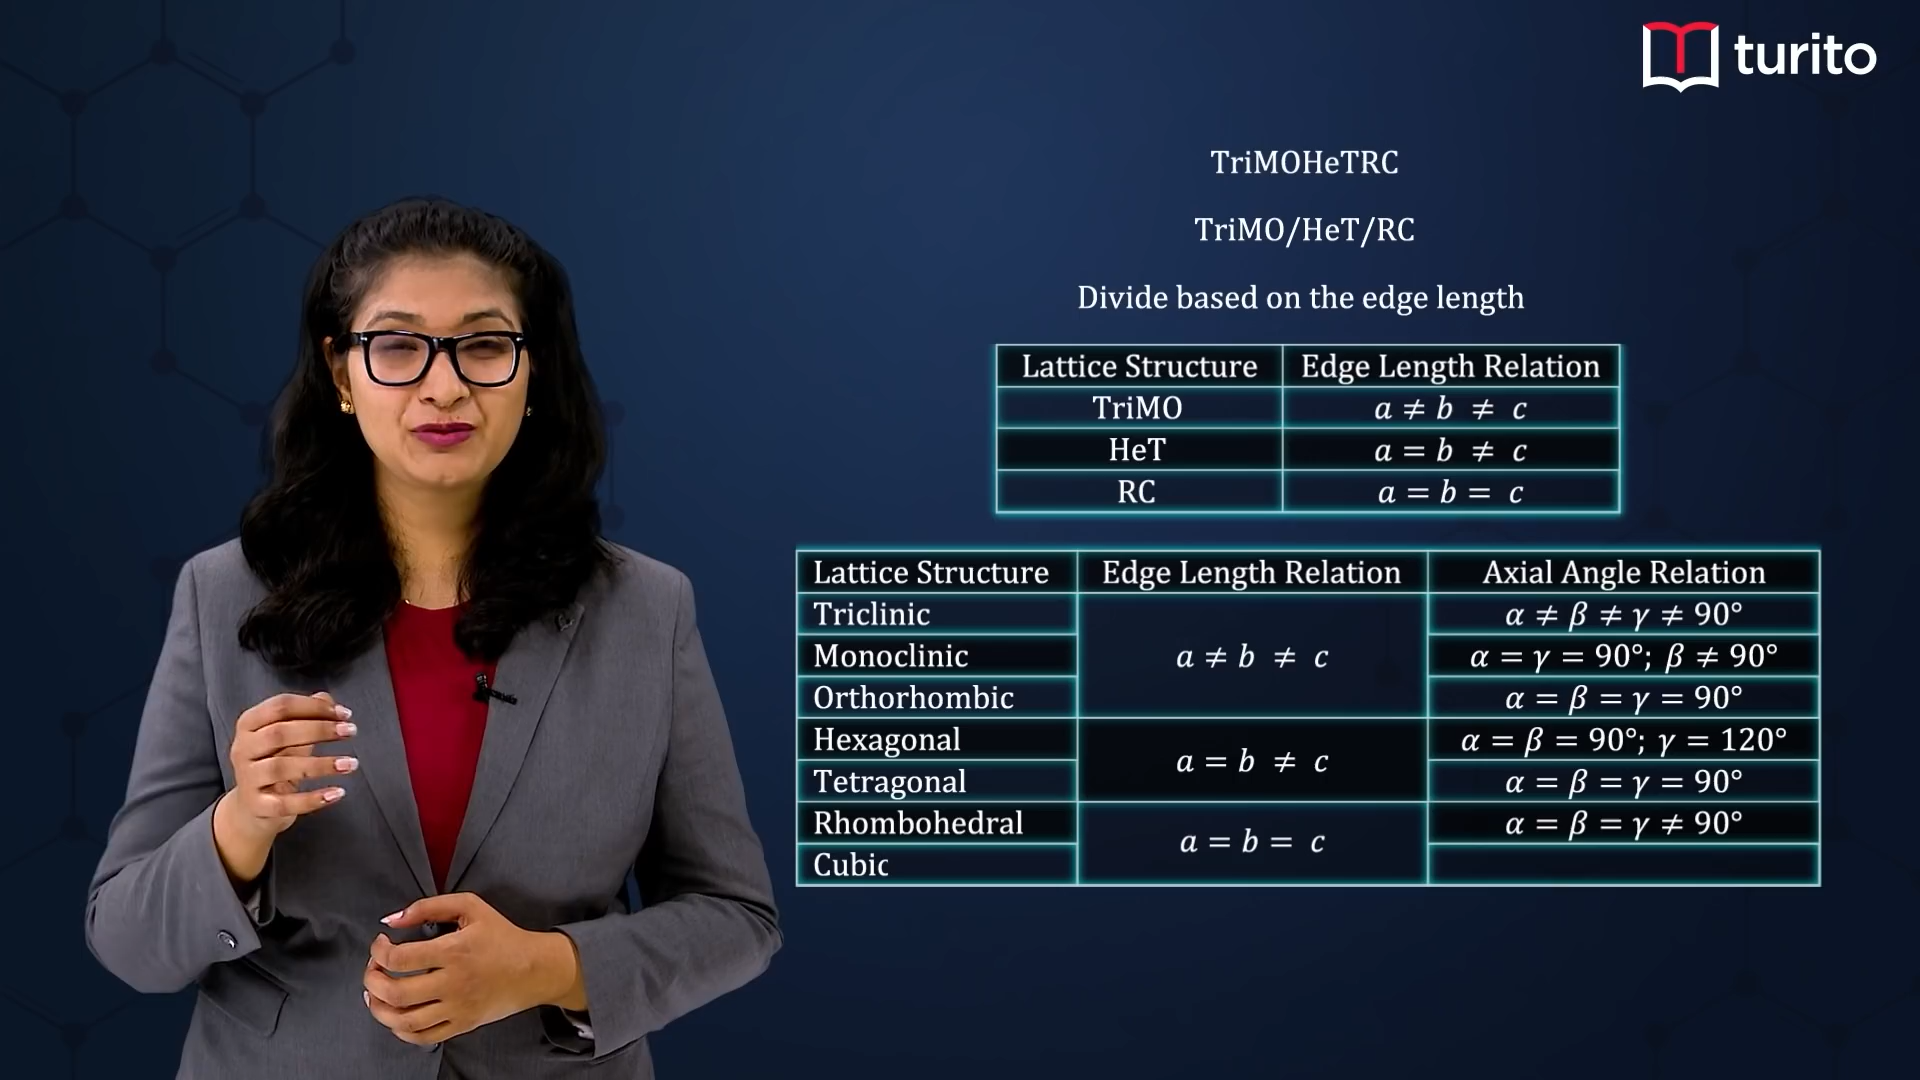 turito
TriMOHeTRC
TriMO/HeT/RC
Divide based on the edge length
Lattice Structure Edge Length Relation
TriMO a ≠ b ≠ c
HeT a = b ≠ c
RC a = b = c
Lattice Structure Edge Length Relation Axial Angle Relation
Triclinic α ≠ β ≠ γ ≠ 90°
Monoclinic a ≠ b ≠ c α = γ = 90°; β ≠ 90°
Orthorhombic α = β = γ = 90°
Hexagonal α = β = 90°; γ = 120°
a = b ≠ c
Tetragonal α = β = γ = 90°
Rhombohedral α = β = γ ≠ 90°
a = b = c
Cubic